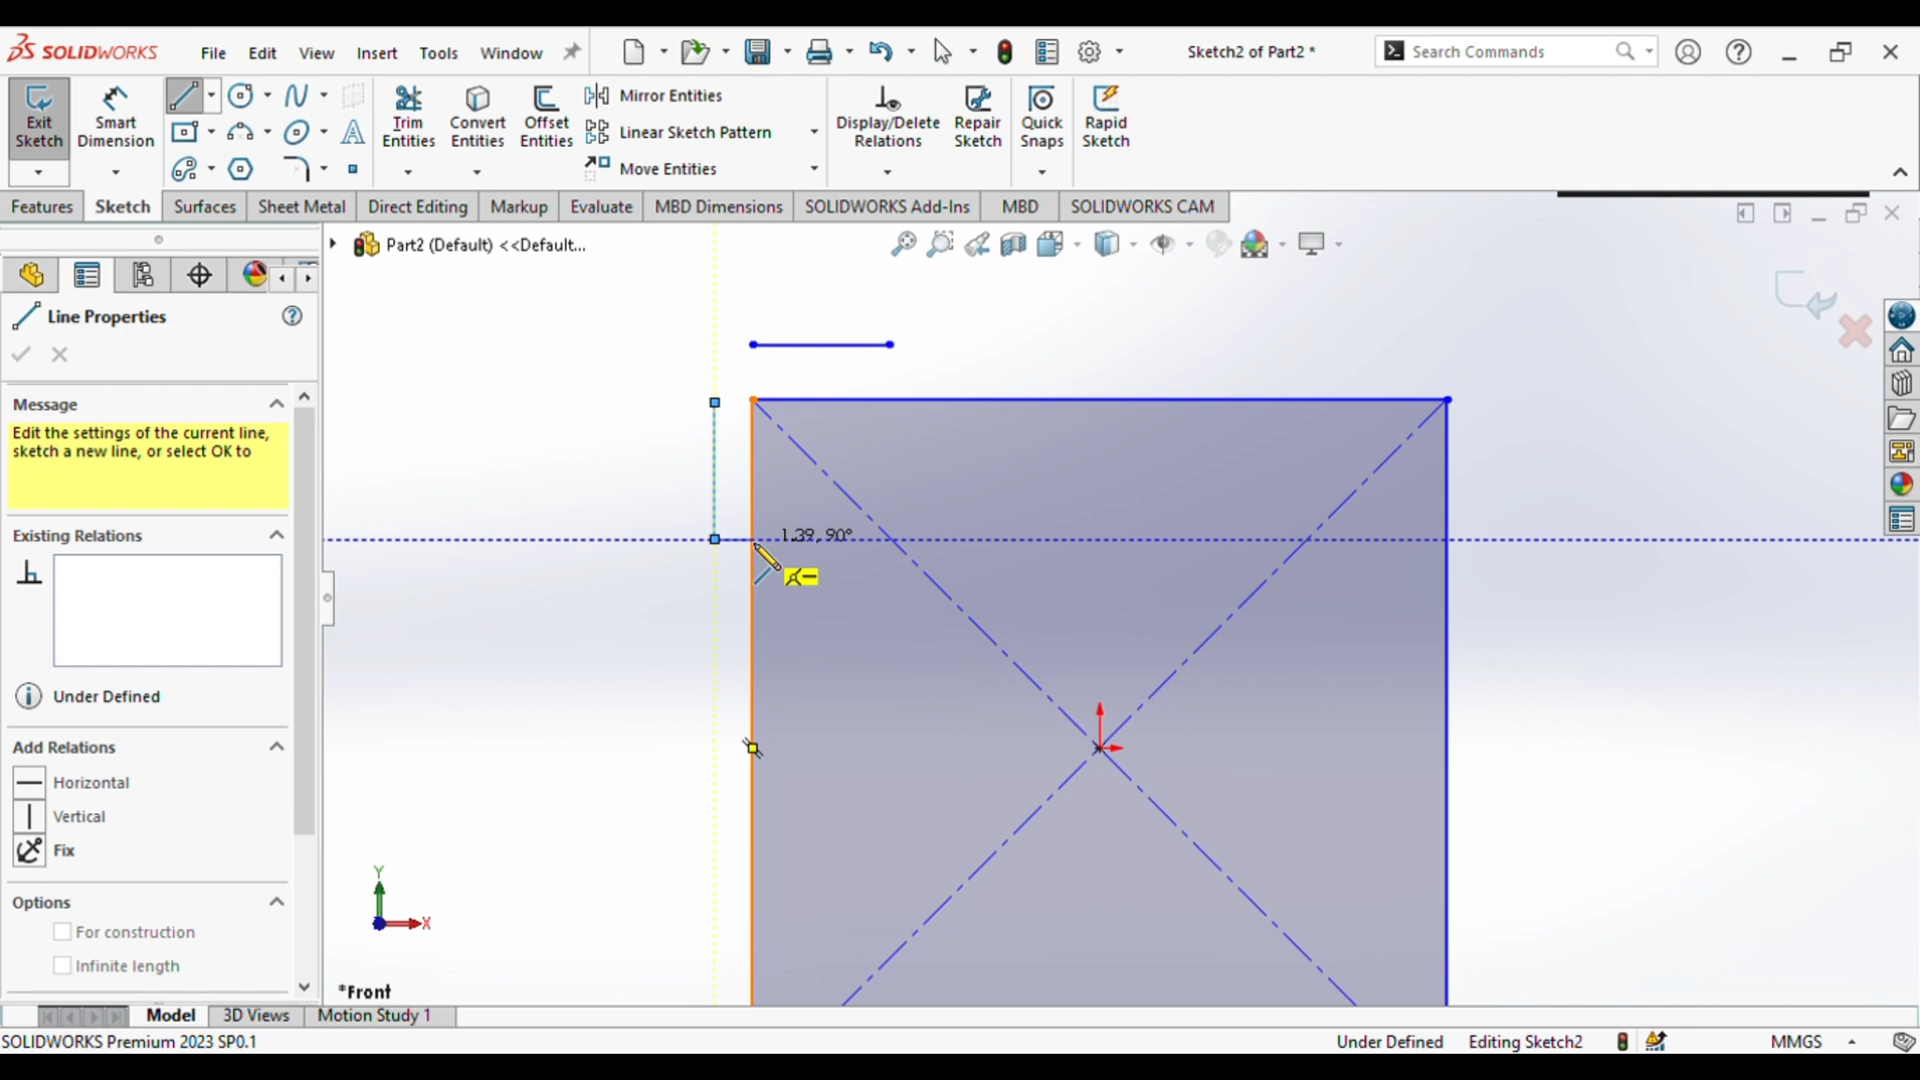 SOLIDWORKS
File Edit View Insert Tools Window
Sketch2 of Part2 *
Search Commands
Exit Sketch
Smart Dimension
Trim Entities
Convert Entities
Offset Entities
Mirror Entities
Linear Sketch Pattern
Move Entities
Display/Delete Relations
Repair Sketch
Quick Snaps
Rapid Sketch
Features Sketch Surfaces Sheet Metal Direct Editing Markup Evaluate MBD Dimensions SOLIDWORKS Add-Ins MBD SOLIDWORKS CAM
Part2 (Default) <<Default...
Line Properties
Message
Edit the settings of the current line,
sketch a new line, or select OK to
Existing Relations
Under Defined
Add Relations
Horizontal
Vertical
Fix
Options
For construction
Infinite length
1.39, 90°
Y
X
*Front
Model 3D Views Motion Study 1
SOLIDWORKS Premium 2023 SP0.1
Under Defined Editing Sketch2 MMGS